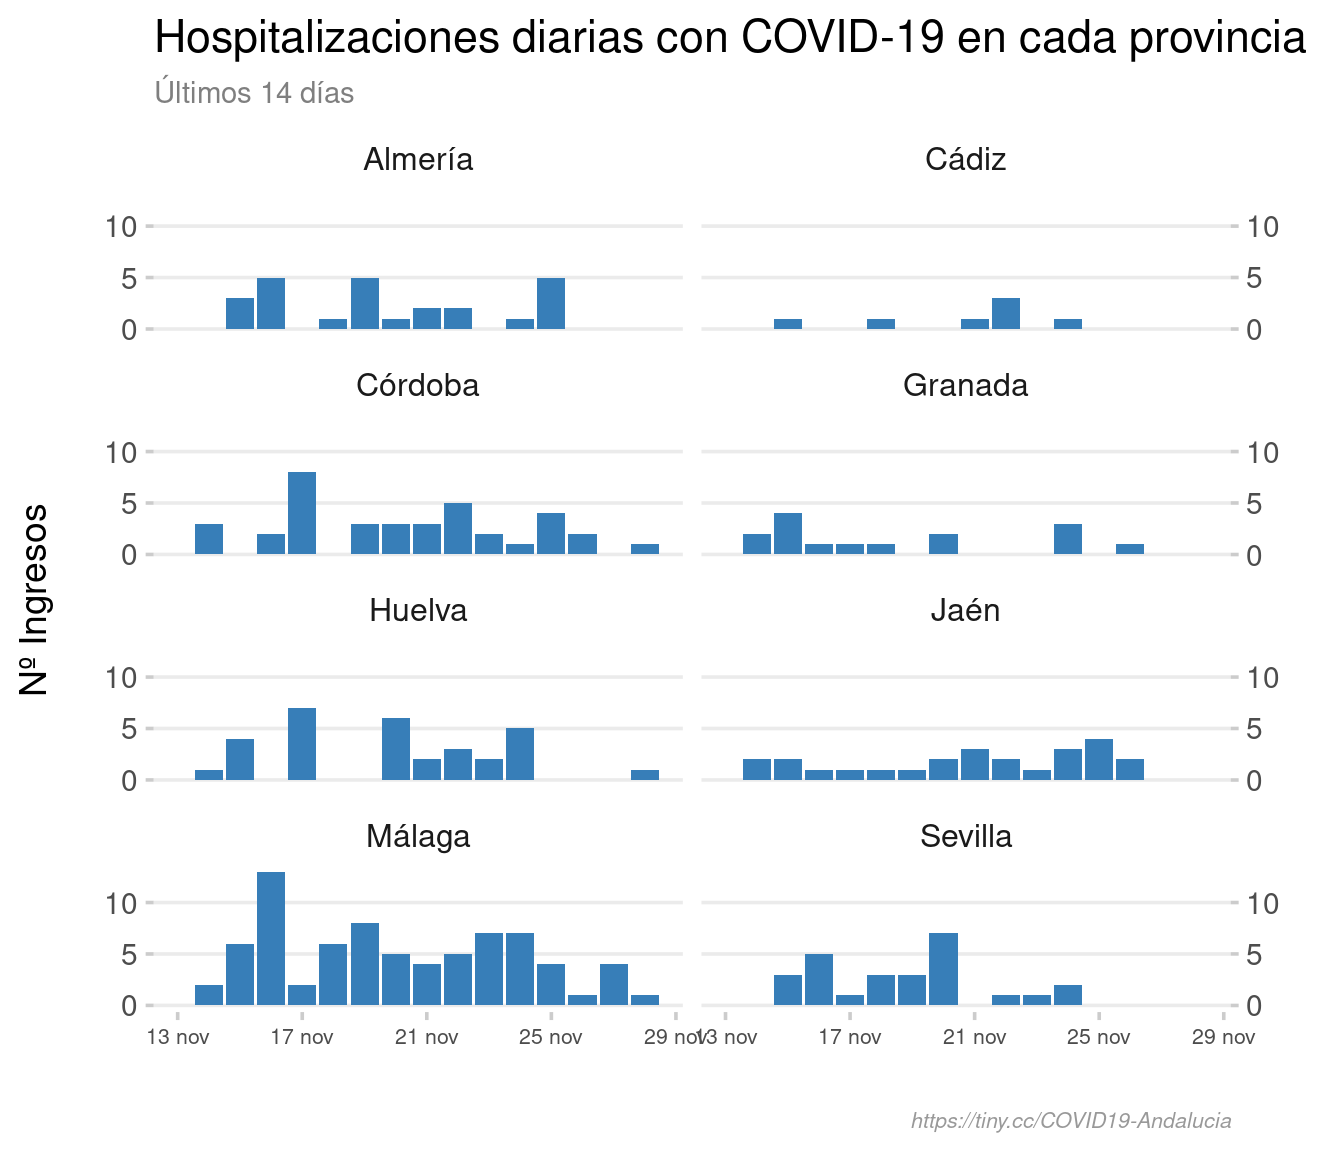 Hospitalizaciones diarias con COVID-19 en cada provincia
Últimos 14 días
Almería
Cádiz
10
5
0
10
5
0
Córdoba
Granada
10
5
0
10
5
0
Nº Ingresos
Huelva
Jaén
10
5
0
10
5
0
Málaga
Sevilla
10
5
0
10
5
0
13 nov 17 nov 21 nov 25 nov 29 nov
13 nov 17 nov 21 nov 25 nov 29 nov
https://tiny.cc/COVID19-Andalucia